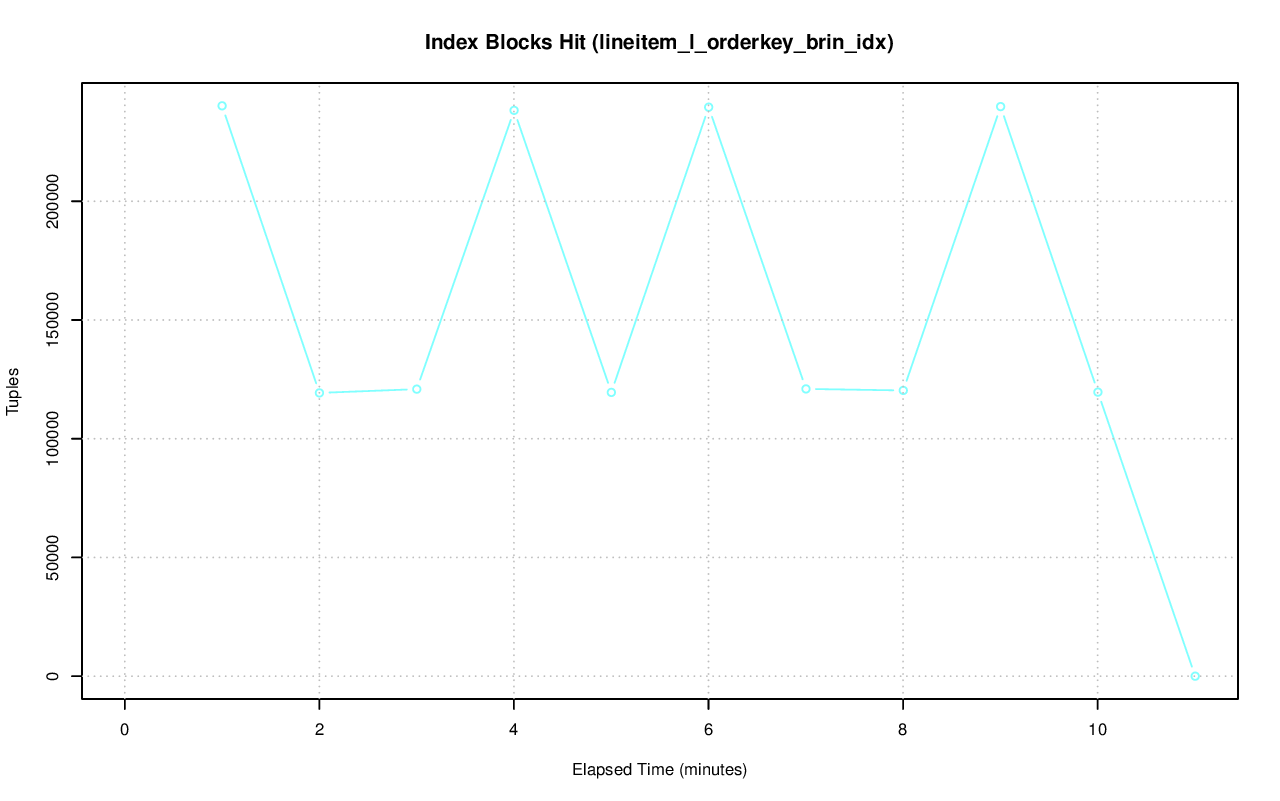 Index Blocks Hit (lineitem_l_orderkey_brin_idx)
200000
150000
100000
50000
0
Tuples
0 2 4 6 8 10
Elapsed Time (minutes)